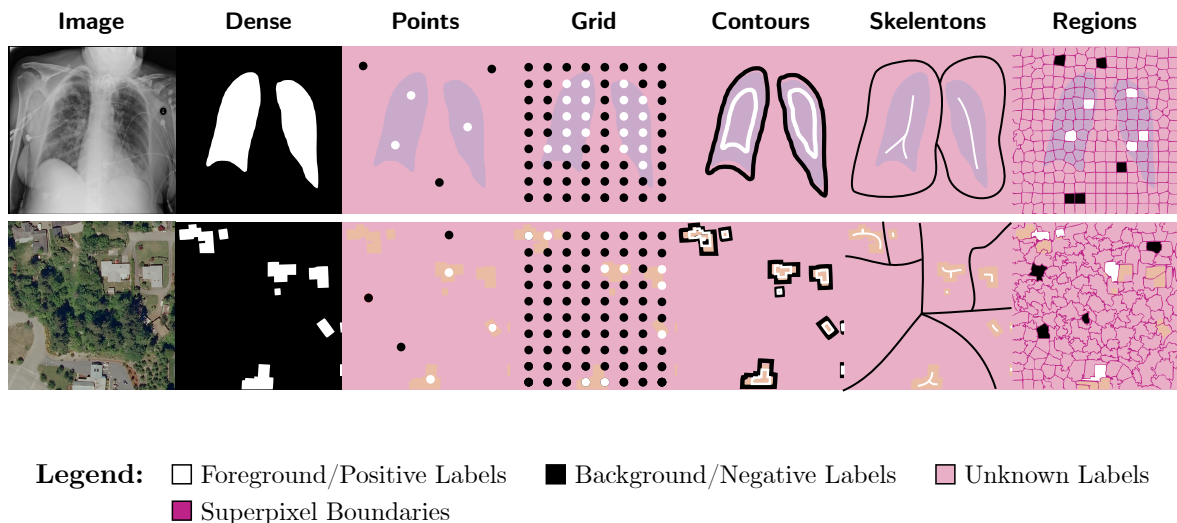 Image Dense Points Grid Contours Skelentons Regions
Legend: Foreground/Positive Labels Background/Negative Labels Unknown Labels
Superpixel Boundaries